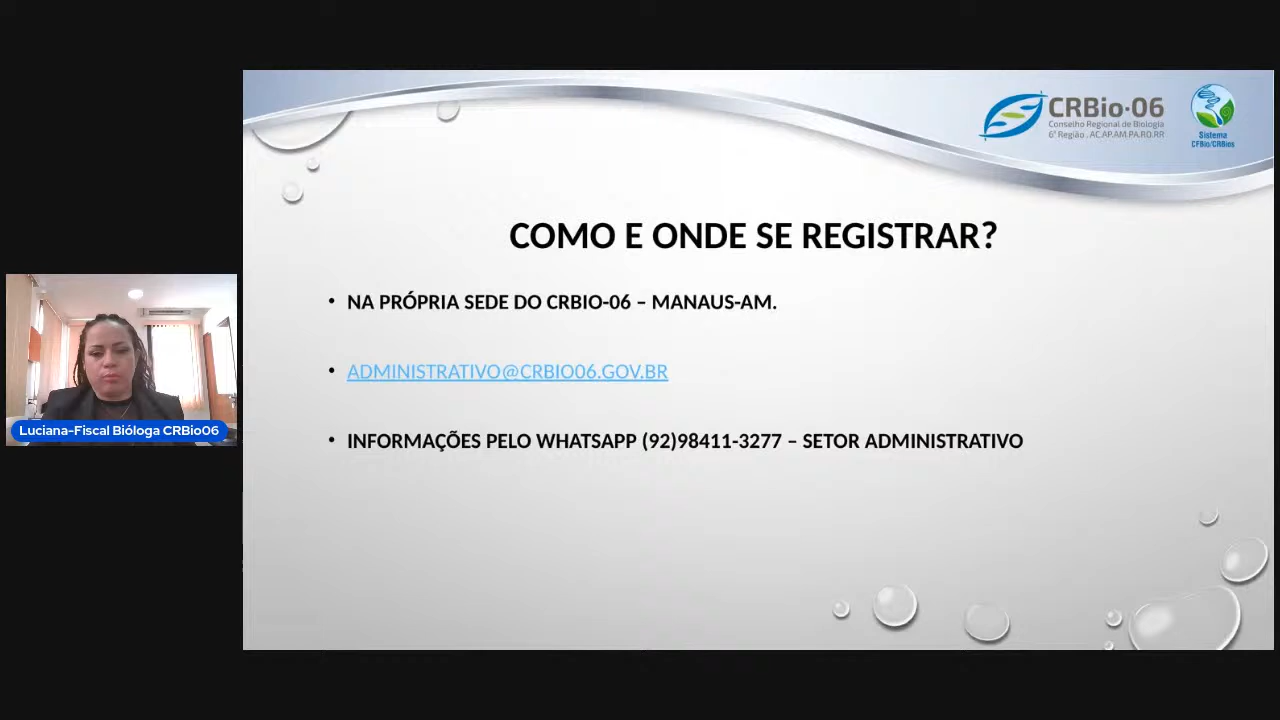 CRBio·06
Conselho Regional de Biologia
6ª Região . AC.AP.AM.PA.RO.RR
Sistema
CFBio/CRBios
COMO E ONDE SE REGISTRAR?
• NA PRÓPRIA SEDE DO CRBIO-06 – MANAUS-AM.
• ADMINISTRATIVO@CRBIO06.GOV.BR
• INFORMAÇÕES PELO WHATSAPP (92)98411-3277 – SETOR ADMINISTRATIVO
Luciana-Fiscal Bióloga CRBio06